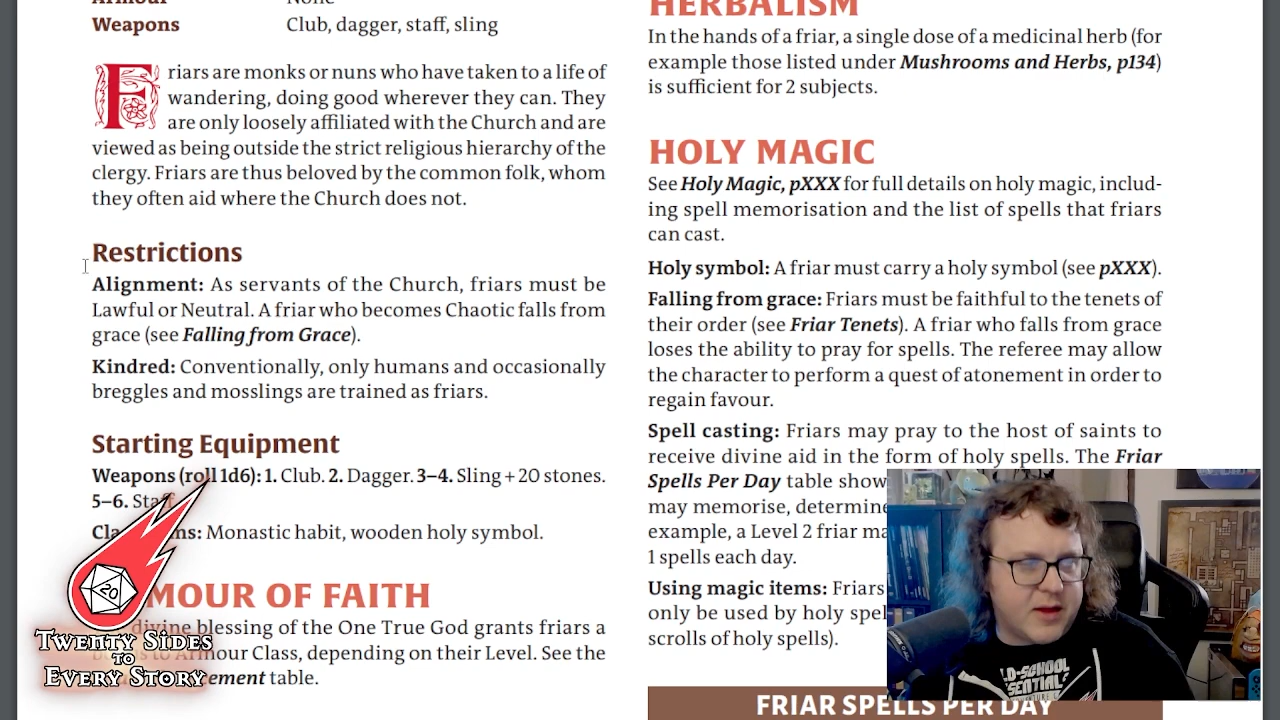 Armour None
Weapons Club, dagger, staff, sling
Friars are monks or nuns who have taken to a life of
wandering, doing good wherever they can. They
are only loosely affiliated with the Church and are
viewed as being outside the strict religious hierarchy of the
clergy. Friars are thus beloved by the common folk, whom
they often aid where the Church does not.
Restrictions
Alignment: As servants of the Church, friars must be
Lawful or Neutral. A friar who becomes Chaotic falls from
grace (see Falling from Grace).
Kindred: Conventionally, only humans and occasionally
breggles and mosslings are trained as friars.
Starting Equipment
Weapons (roll 1d6): 1. Club. 2. Dagger. 3–4. Sling + 20 stones.
5–6. Staff
Monastic habit, wooden holy symbol.
MOUR OF FAITH
divine blessing of the One True God grants friars a
to Armour Class, depending on their Level. See the
ement table.
20
TWENTY SIDES
TO
EVERY STORY
HERBALISM
In the hands of a friar, a single dose of a medicinal herb (for
example those listed under Mushrooms and Herbs, p134)
is sufficient for 2 subjects.
HOLY MAGIC
See Holy Magic, pXXX for full details on holy magic, includ-
ing spell memorisation and the list of spells that friars
can cast.
Holy symbol: A friar must carry a holy symbol (see pXXX).
Falling from grace: Friars must be faithful to the tenets of
their order (see Friar Tenets). A friar who falls from grace
loses the ability to pray for spells. The referee may allow
the character to perform a quest of atonement in order to
regain favour.
Spell casting: Friars may pray to the host of saints to
receive divine aid in the form of holy spells. The Friar
Spells Per Day table show
may memorise, determine
example, a Level 2 friar ma
1 spells each day.
Using magic items: Friars
only be used by holy spel
scrolls of holy spells).
FRIAR SPELLS PER DAY
LD-SCHOOL
SENTIAL